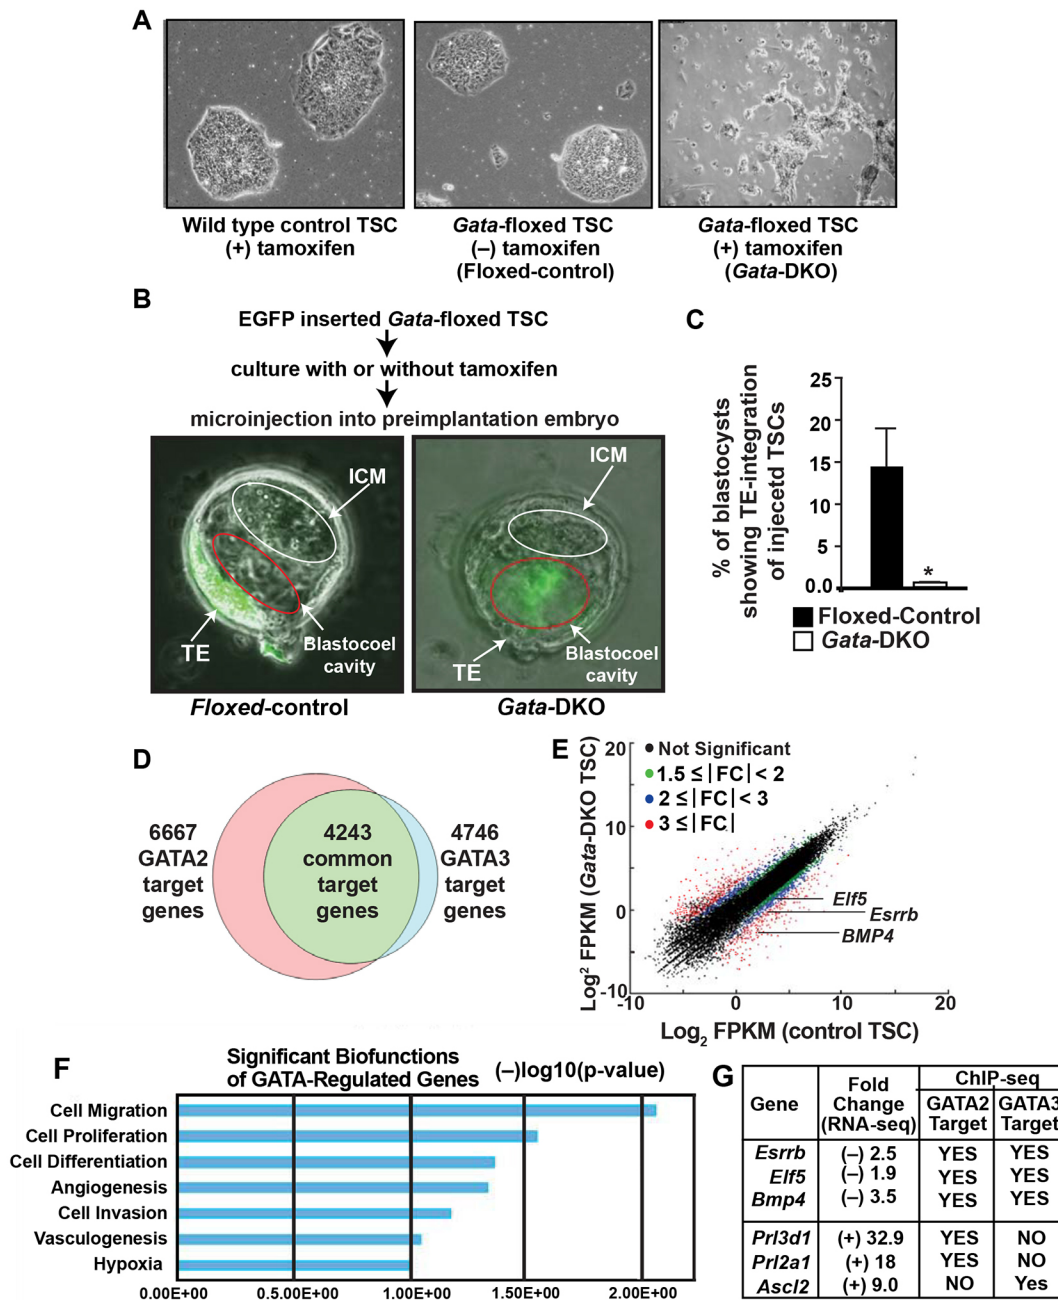 A
Wild type control TSC
(+) tamoxifen
Gata-floxed TSC
(–) tamoxifen
(Floxed-control)
Gata-floxed TSC
(+) tamoxifen
(Gata-DKO)
B
EGFP inserted Gata-floxed TSC
culture with or without tamoxifen
microinjection into preimplantation embryo
ICM
TE
Blastocoel
cavity
Floxed-control
ICM
TE
Blastocoel
cavity
Gata-DKO
C
% of blastocysts
showing TE-integration
of injecetd TSCs
25
20
15
10
5
0.0
*
Floxed-Control
Gata-DKO
D
6667
GATA2
target
genes
4243
common
target
genes
4746
GATA3
target
genes
E
Log² FPKM (Gata-DKO TSC)
20
10
0
-10
Not Significant
1.5 ≤|FC| < 2
2 ≤|FC| < 3
3 ≤|FC|
Elf5
Esrrb
BMP4
-10 0 10 20
Log₂ FPKM (control TSC)
F
Significant Biofunctions
of GATA-Regulated Genes
(–)log10(p-value)
Cell Migration
Cell Proliferation
Cell Differentiation
Angiogenesis
Cell Invasion
Vasculogenesis
Hypoxia
0.00E+00 0.5.00E+00 1.00E+00 1.50E+00 2.00E+00
G
Gene
Fold
Change
(RNA-seq)
ChIP-seq
GATA2
Target
GATA3
Target
Esrrb (–) 2.5 YES YES
Elf5 (–) 1.9 YES YES
Bmp4 (–) 3.5 YES YES
Prl3d1 (+) 32.9 YES NO
Prl2a1 (+) 18 YES NO
Ascl2 (+) 9.0 NO Yes